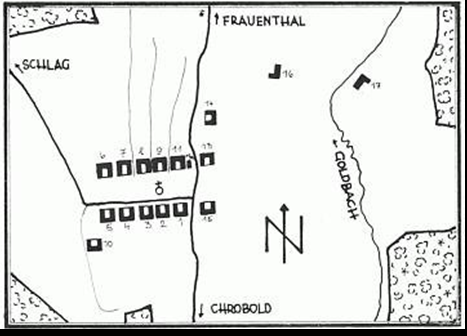 6
↑ FRAUENTHAL
SCHLAG
16
17
14
6 7 8 9 11 13
GOLDBACH
5 4 3 2 1 15
10
N
↓ CHROBOLD